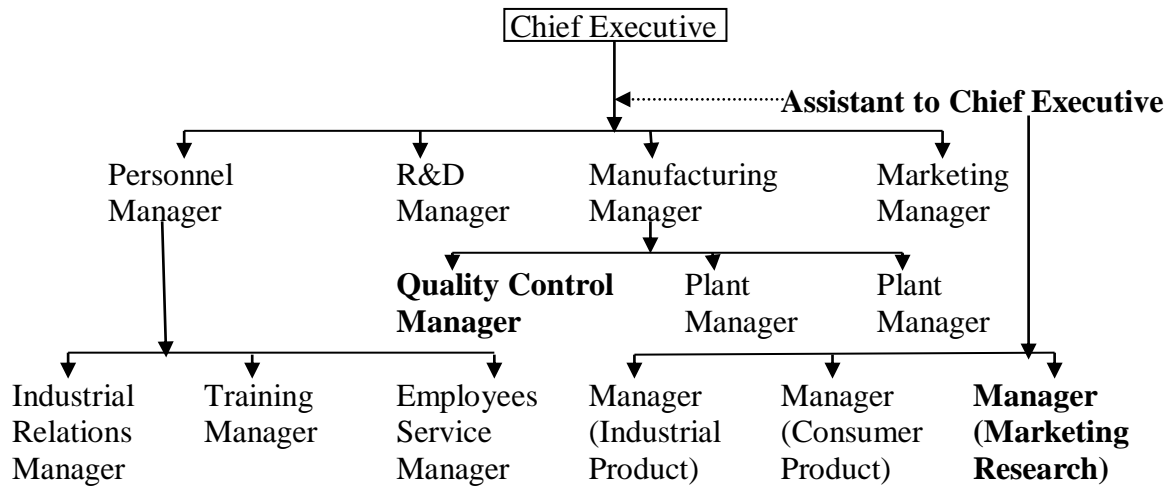 Chief Executive
Assistant to Chief Executive
Personnel
Manager
R&D
Manager
Manufacturing
Manager
Marketing
Manager
Quality Control
Manager
Plant
Manager
Plant
Manager
Industrial
Relations
Manager
Training
Manager
Employees
Service
Manager
Manager
(Industrial
Product)
Manager
(Consumer
Product)
Manager
(Marketing
Research)